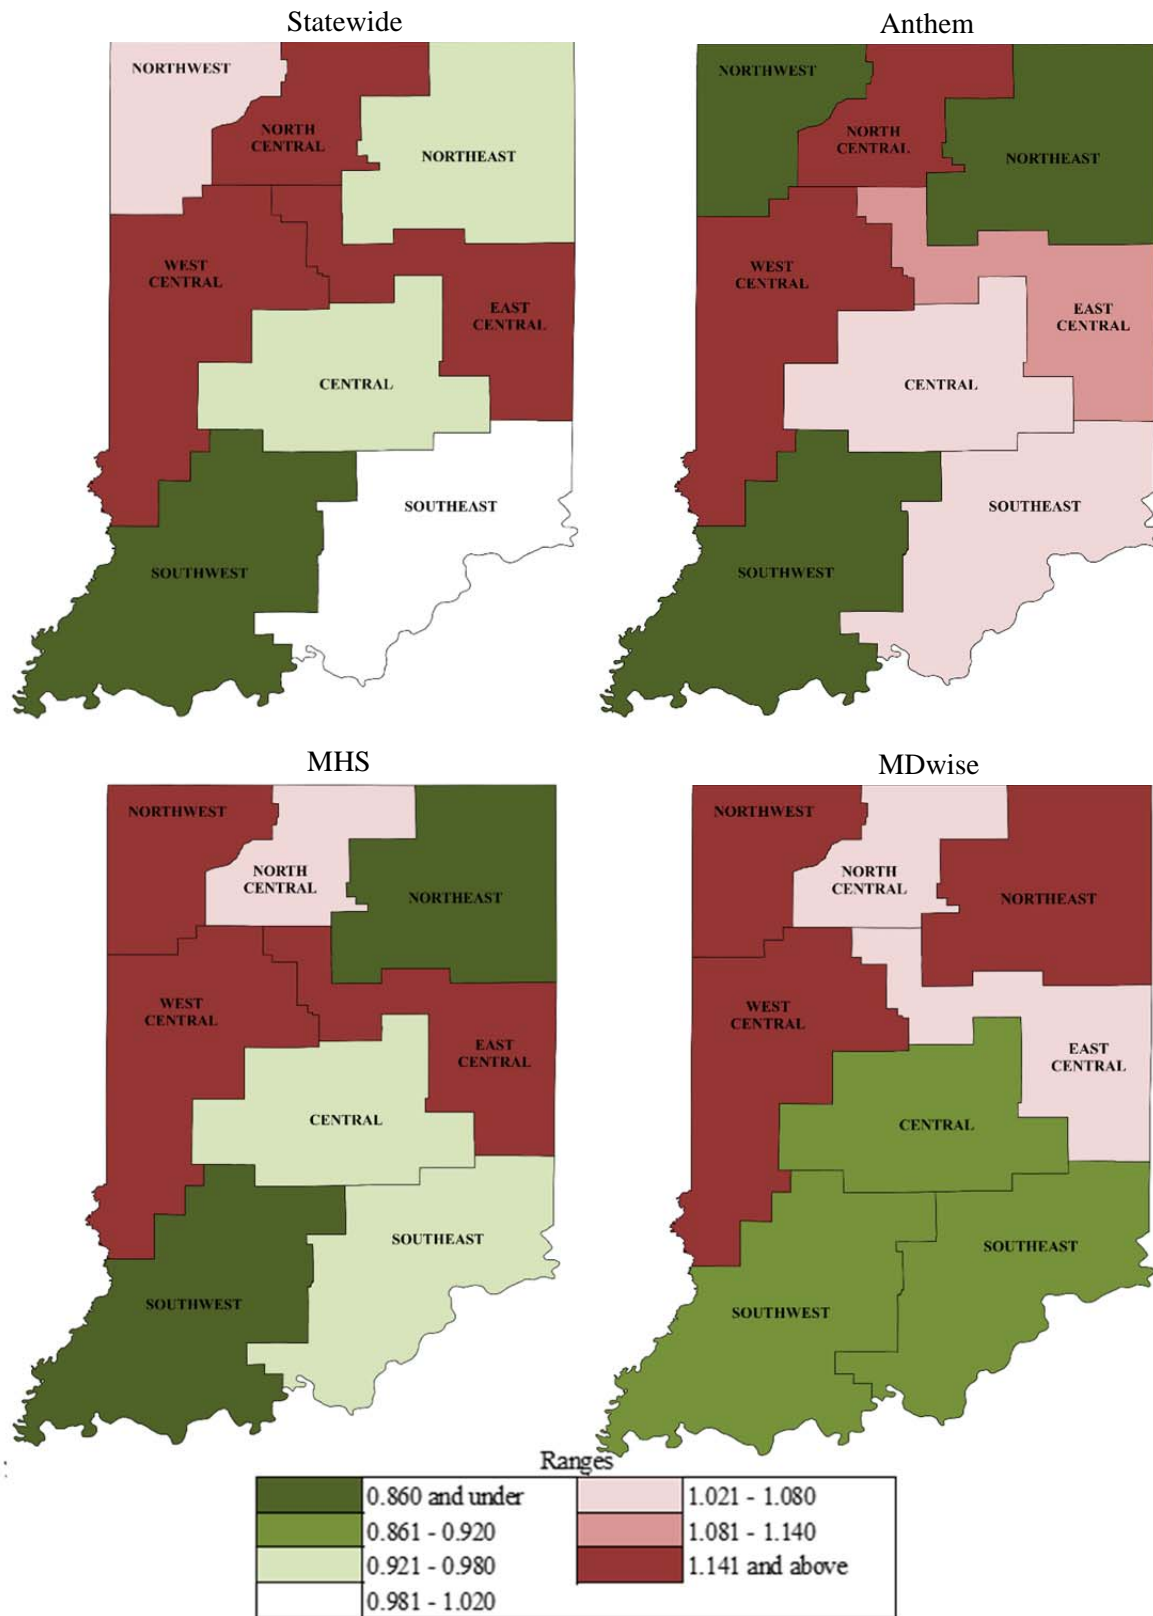 Statewide
NORTHWEST
NORTH
CENTRAL
NORTHEAST
WEST
CENTRAL
EAST
CENTRAL
CENTRAL
SOUTHEAST
SOUTHWEST
Anthem
NORTHWEST
NORTH
CENTRAL
NORTHEAST
WEST
CENTRAL
EAST
CENTRAL
CENTRAL
SOUTHEAST
SOUTHWEST
MHS
NORTHWEST
NORTH
CENTRAL
NORTHEAST
WEST
CENTRAL
EAST
CENTRAL
CENTRAL
SOUTHEAST
SOUTHWEST
MDwise
NORTHWEST
NORTH
CENTRAL
NORTHEAST
WEST
CENTRAL
EAST
CENTRAL
CENTRAL
SOUTHEAST
SOUTHWEST
Ranges
0.860 and under
0.861 - 0.920
0.921 - 0.980
0.981 - 1.020
1.021 - 1.080
1.081 - 1.140
1.141 and above